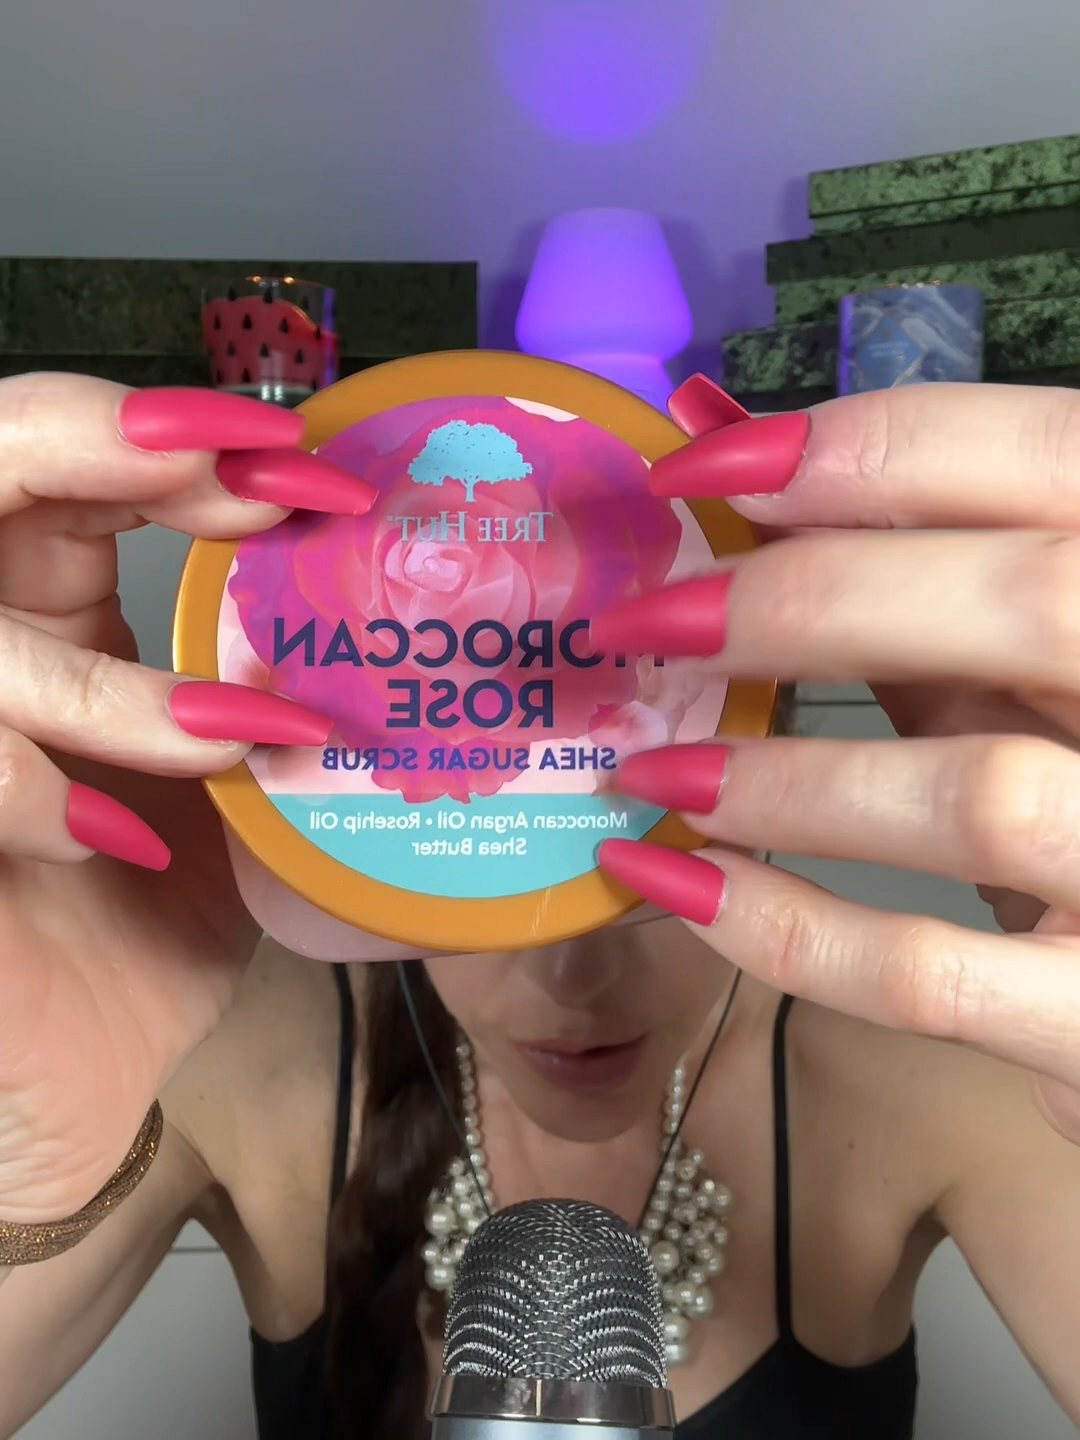 TREE HUT
MOROCCAN
ROSE
SHEA SUGAR SCRUB
Moroccan Argan Oil • Rosehip Oil
Shea Butter